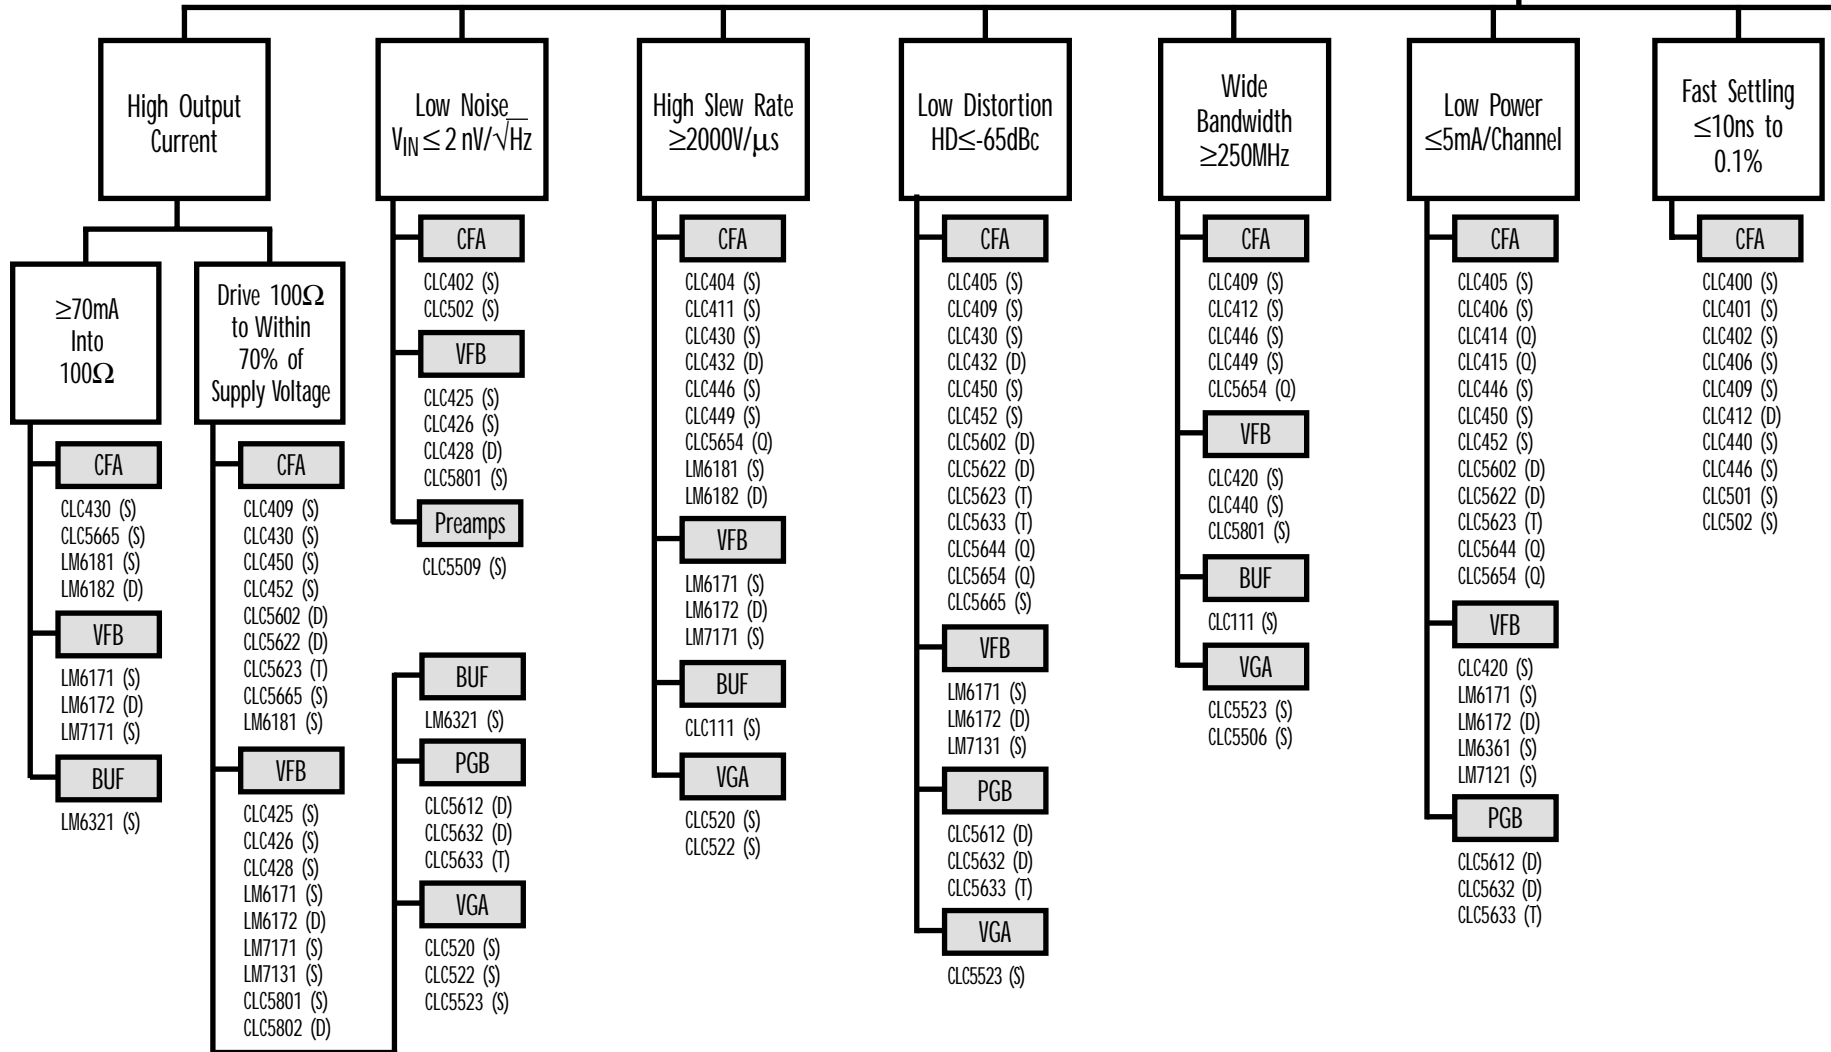 High Output
Current
≥70mA
Into
100Ω
CFA
CLC430 (S)
CLC5665 (S)
LM6181 (S)
LM6182 (D)
VFB
LM6171 (S)
LM6172 (D)
LM7171 (S)
BUF
LM6321 (S)
Drive 100Ω
to Within
70% of
Supply Voltage
CFA
CLC409 (S)
CLC430 (S)
CLC450 (S)
CLC452 (S)
CLC5602 (D)
CLC5622 (D)
CLC5623 (T)
CLC5665 (S)
LM6181 (S)
VFB
CLC425 (S)
CLC426 (S)
CLC428 (S)
LM6171 (S)
LM6172 (D)
LM7171 (S)
LM7131 (S)
CLC5801 (S)
CLC5802 (D)
BUF
LM6321 (S)
PGB
CLC5612 (D)
CLC5632 (D)
CLC5633 (T)
VGA
CLC520 (S)
CLC522 (S)
CLC5523 (S)
Low Noise
VIN ≤ 2 nV/√Hz
CFA
CLC402 (S)
CLC502 (S)
VFB
CLC425 (S)
CLC426 (S)
CLC428 (D)
CLC5801 (S)
Preamps
CLC5509 (S)
High Slew Rate
≥2000V/μs
CFA
CLC404 (S)
CLC411 (S)
CLC430 (S)
CLC432 (D)
CLC446 (S)
CLC449 (S)
CLC5654 (Q)
LM6181 (S)
LM6182 (D)
VFB
LM6171 (S)
LM6172 (D)
LM7171 (S)
BUF
CLC111 (S)
VGA
CLC520 (S)
CLC522 (S)
Low Distortion
HD≤-65dBc
CFA
CLC405 (S)
CLC409 (S)
CLC430 (S)
CLC432 (D)
CLC450 (S)
CLC452 (S)
CLC5602 (D)
CLC5622 (D)
CLC5623 (T)
CLC5633 (T)
CLC5644 (Q)
CLC5654 (Q)
CLC5665 (S)
VFB
LM6171 (S)
LM6172 (D)
LM7131 (S)
PGB
CLC5612 (D)
CLC5632 (D)
CLC5633 (T)
VGA
CLC5523 (S)
Wide
Bandwidth
≥250MHz
CFA
CLC409 (S)
CLC412 (S)
CLC446 (S)
CLC449 (S)
CLC5654 (Q)
VFB
CLC420 (S)
CLC440 (S)
CLC5801 (S)
BUF
CLC111 (S)
VGA
CLC5523 (S)
CLC5506 (S)
Low Power
≤5mA/Channel
CFA
CLC405 (S)
CLC406 (S)
CLC414 (Q)
CLC415 (Q)
CLC446 (S)
CLC450 (S)
CLC452 (S)
CLC5602 (D)
CLC5622 (D)
CLC5623 (T)
CLC5644 (Q)
CLC5654 (Q)
VFB
CLC420 (S)
LM6171 (S)
LM6172 (D)
LM6361 (S)
LM7121 (S)
PGB
CLC5612 (D)
CLC5632 (D)
CLC5633 (T)
Fast Settling
≤10ns to
0.1%
CFA
CLC400 (S)
CLC401 (S)
CLC402 (S)
CLC406 (S)
CLC409 (S)
CLC412 (D)
CLC440 (S)
CLC446 (S)
CLC501 (S)
CLC502 (S)